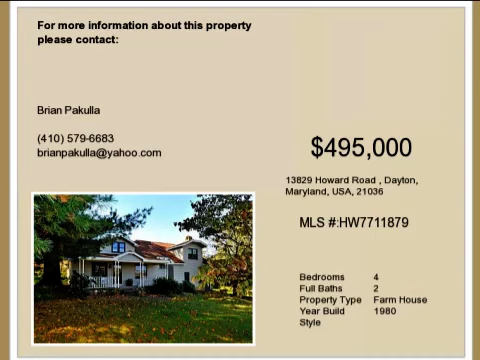 For more information about this property
please contact:
Brian Pakulla
(410) 579-6683
brianpakulla@yahoo.com
$495,000
13829 Howard Road , Dayton,
Maryland, USA, 21036
MLS #:HW7711879
Bedrooms 4
Full Baths 2
Property Type Farm House
Year Build 1980
Style